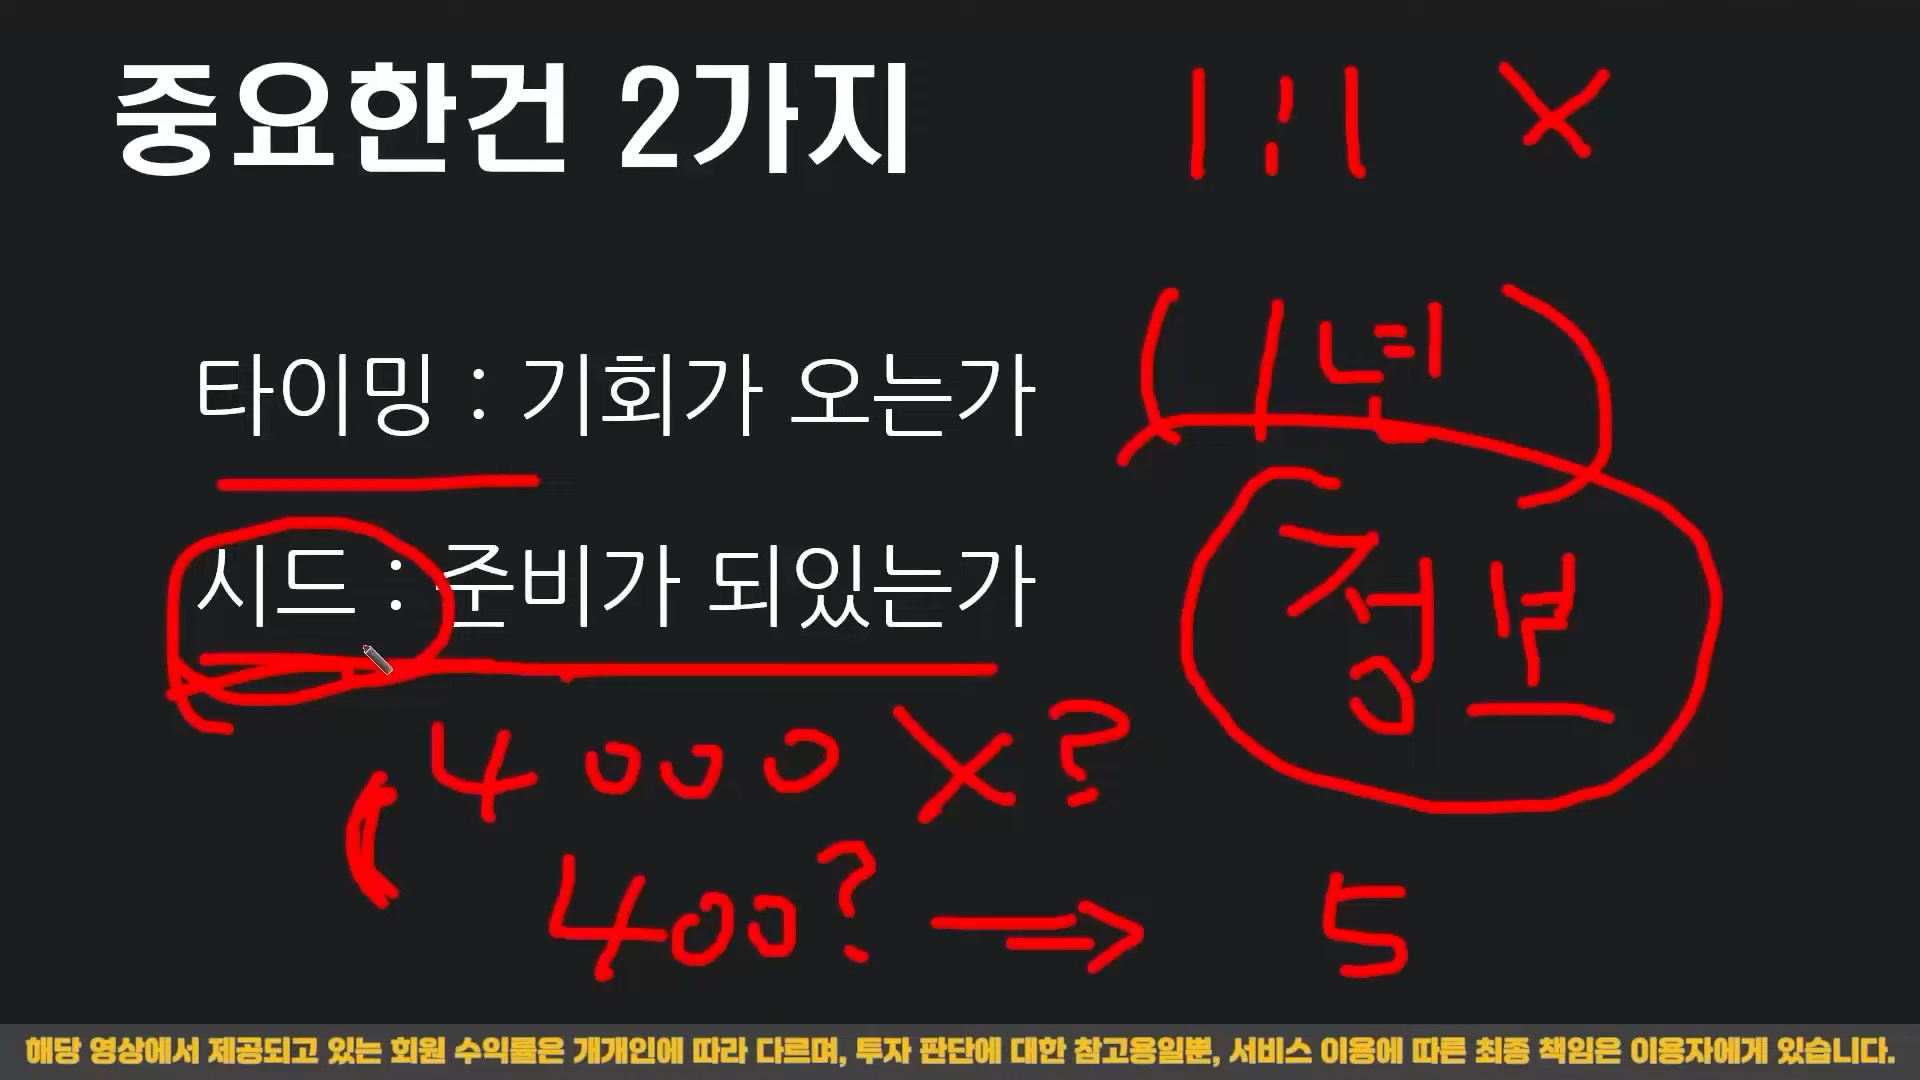 중요한건 2가지
1:1 X
타이밍 : 기회가 오는가
(1년)
시드 : 준비가 되있는가
정보
4000 X ?
400? → 5
해당 영상에서 제공되고 있는 회원 수익률은 개개인에 따라 다르며, 투자 판단에 대한 참고용일뿐, 서비스 이용에 따른 최종 책임은 이용자에게 있습니다.